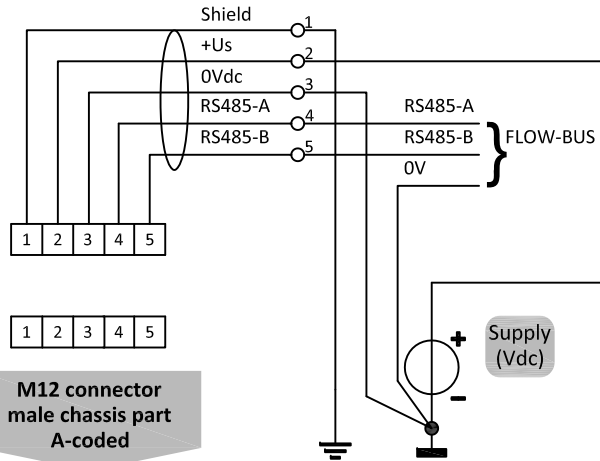 Shield
1
+Us
2
0Vdc
3
RS485-A
4
RS485-A
RS485-B
5
RS485-B
FLOW-BUS
0V
1 2 3 4 5
1 2 3 4 5
+
Supply
(Vdc)
–
M12 connector
male chassis part
A-coded